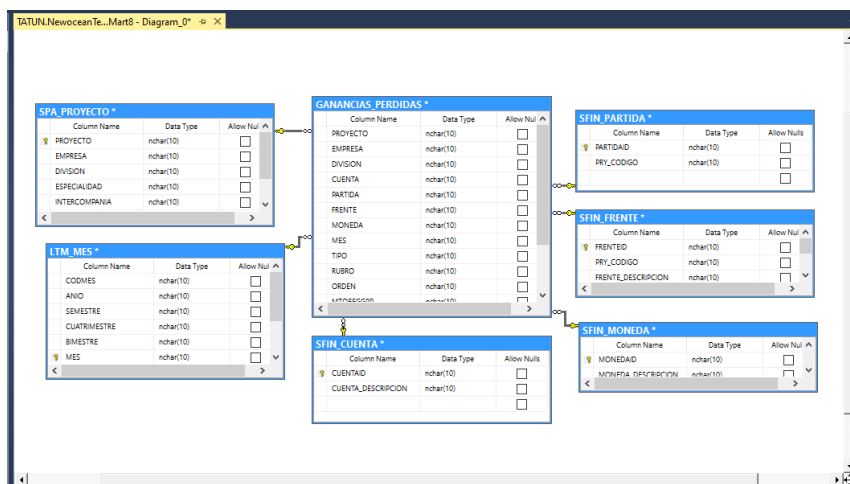 TATUN.NewoceanTe...Mart8 - Diagram_0*
SPA_PROYECTO *
Column Name Data Type Allow Nul
PROYECTO nchar(10)
EMPRESA nchar(10)
DIVISION nchar(10)
ESPECIALIDAD nchar(10)
INTERCOMPANIA nchar(10)
LTM_MES *
Column Name Data Type Allow Nul
CODMES nchar(10)
ANIO nchar(10)
SEMESTRE nchar(10)
CUATRIMESTRE nchar(10)
BIMESTRE nchar(10)
MES nchar(10)
GANANCIAS_PERDIDAS *
Column Name Data Type Allow Nul
PROYECTO nchar(10)
EMPRESA nchar(10)
DIVISION nchar(10)
CUENTA nchar(10)
PARTIDA nchar(10)
FRENTE nchar(10)
MONEDA nchar(10)
MES nchar(10)
TIPO nchar(10)
RUBRO nchar(10)
ORDEN nchar(10)
nchar(10)
SFIN_CUENTA *
Column Name Data Type Allow Nulls
CUENTAID nchar(10)
CUENTA_DESCRIPCION nchar(10)
SFIN_PARTIDA *
Column Name Data Type Allow Nulls
PARTIDAID nchar(10)
PRY_CODIGO nchar(10)
SFIN_FRENTE *
Column Name Data Type Allow Nul
FRENTEID nchar(10)
PRY_CODIGO nchar(10)
FRENTE_DESCRIPCION nchar(10)
SFIN_MONEDA *
Column Name Data Type Allow Nul
MONEDAID nchar(10)
MONEDA_DESCRIPCION nchar(10)